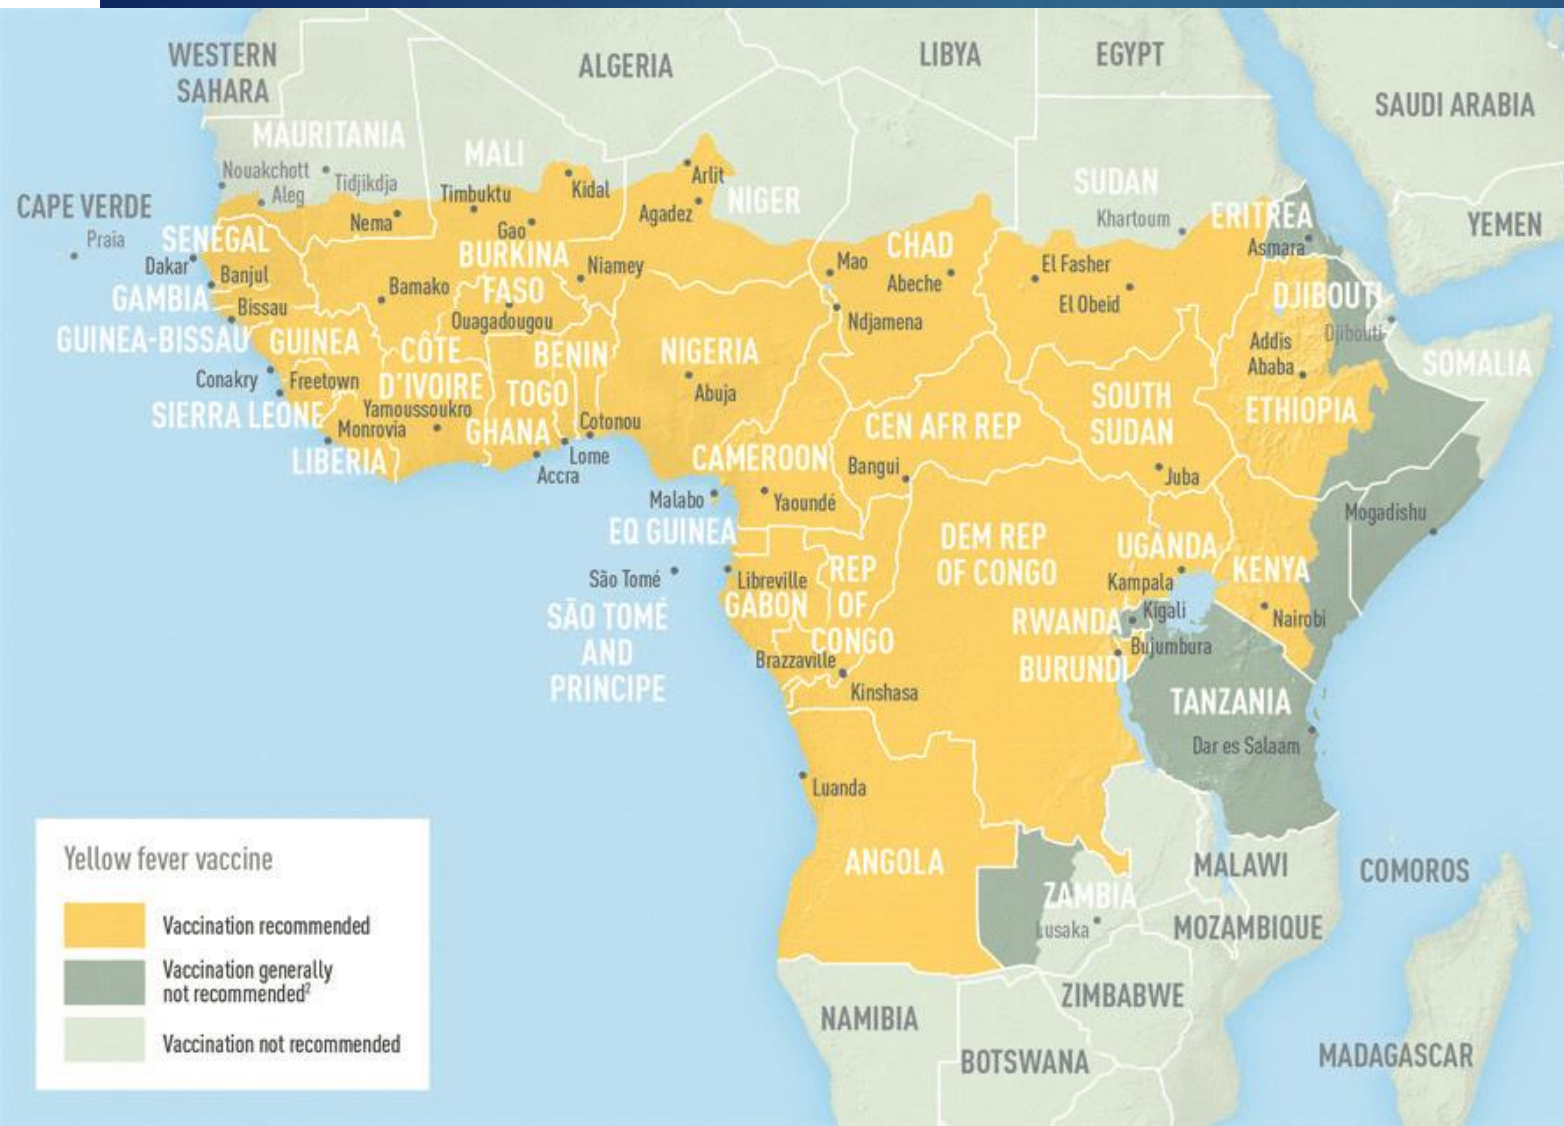 WESTERN
SAHARA
ALGERIA
LIBYA
EGYPT
SAUDI ARABIA
MAURITANIA
Nouakchott
Tidjikdja
Aleg
Nema
MALI
Timbuktu
Kidal
Gao
Arlit
Agadez
NIGER
SUDAN
Khartoum
ERITREA
Asmara
YEMEN
CAPE VERDE
Praia
SENEGAL
Dakar
Banjul
GAMBIA
Bissau
GUINEA-BISSAU
GUINEA
Bamako
BURKINA
FASO
Ouagadougou
Niamey
CHAD
Mao
Abeche
Ndjamena
El Fasher
El Obeid
DJIBOUTI
Djibouti
Addis
Ababa
SOMALIA
ETHIOPIA
Conakry
Freetown
SIERRA LEONE
CÔTE
D'IVOIRE
Yamoussoukro
Monrovia
LIBERIA
BENIN
TOGO
GHANA
Cotonou
Lome
Accra
NIGERIA
Abuja
CAMEROON
Yaoundé
CEN AFR REP
Bangui
SOUTH
SUDAN
Juba
Malabo
EQ GUINEA
São Tomé
SÃO TOMÉ
AND
PRINCIPE
Libreville
GABON
REP
OF
CONGO
Brazzaville
Kinshasa
DEM REP
OF CONGO
UGANDA
Kampala
KENYA
Nairobi
Mogadishu
RWANDA
Kigali
BURUNDI
Bujumbura
TANZANIA
Dar es Salaam
Luanda
ANGOLA
ZAMBIA
Lusaka
MALAWI
MOZAMBIQUE
COMOROS
ZIMBABWE
NAMIBIA
BOTSWANA
MADAGASCAR
Yellow fever vaccine
Vaccination recommended
Vaccination generally
not recommended²
Vaccination not recommended